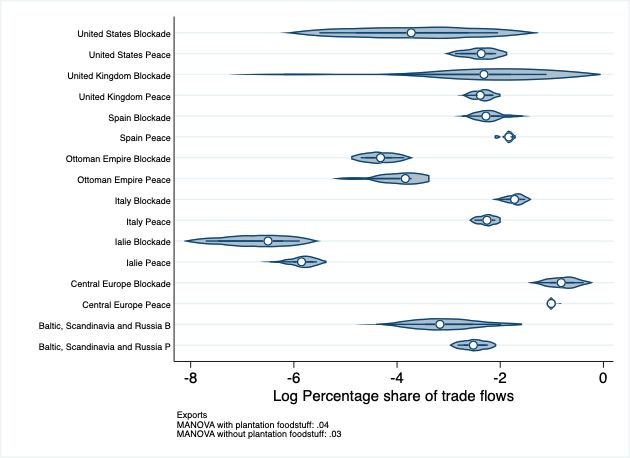 United States Blockade
United States Peace
United Kingdom Blockade
United Kingdom Peace
Spain Blockade
Spain Peace
Ottoman Empire Blockade
Ottoman Empire Peace
Italy Blockade
Italy Peace
Ialie Blockade
Ialie Peace
Central Europe Blockade
Central Europe Peace
Baltic, Scandinavia and Russia B
Baltic, Scandinavia and Russia P
-8 -6 -4 -2 0
Log Percentage share of trade flows
Exports
MANOVA with plantation foodstuff: .04
MANOVA without plantation foodstuff: .03